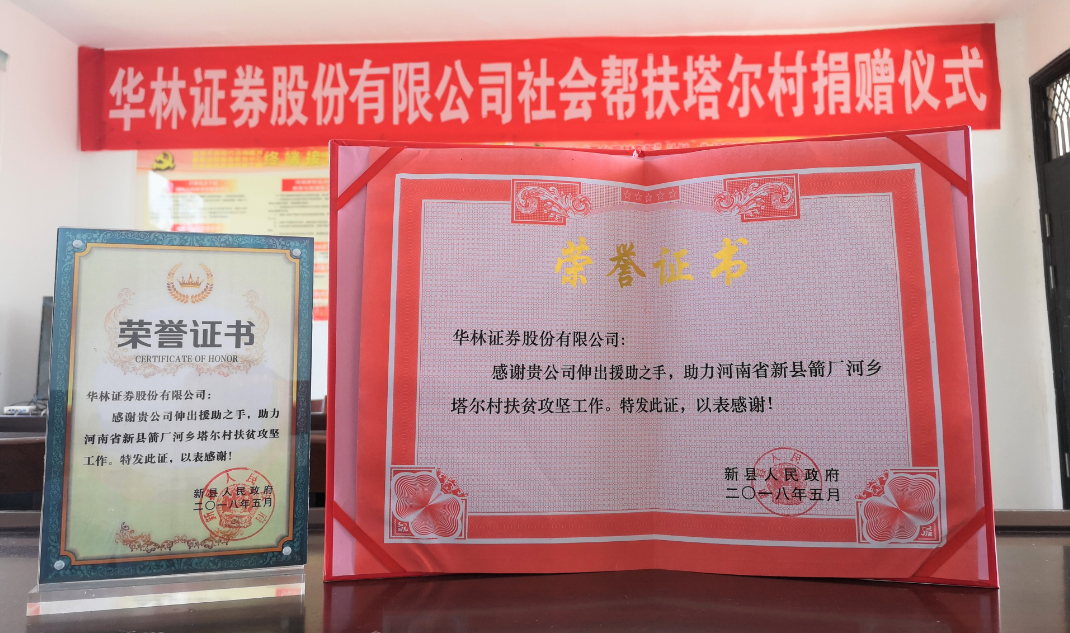 华林证券股份有限公司社会帮扶塔尔村捐赠仪式
荣誉证书
CERTIFICATE OF HONOR
华林证券股份有限公司：
感谢贵公司伸出援助之手，助力
河南省新县箭厂河乡塔尔村扶贫攻坚
工作。特发此证，以表感谢！
新县人民政府
二〇一八年五月
荣誉证书
华林证券股份有限公司：
感谢贵公司伸出援助之手，助力河南省新县箭厂河乡
塔尔村扶贫攻坚工作。特发此证，以表感谢！
新县人民政府
二〇一八年五月